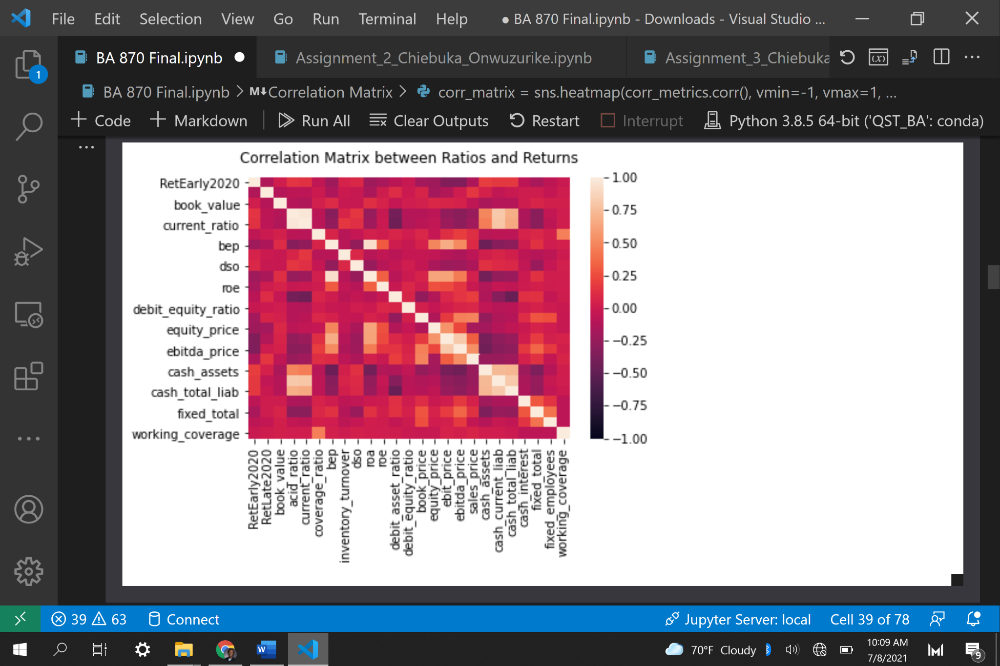 File Edit Selection View Go Run Terminal Help ● BA 870 Final.ipynb - Downloads - Visual Studio ...
BA 870 Final.ipynb ● Assignment_2_Chiebuka_Onwuzurike.ipynb Assignment_3_Chiebuka ...
BA 870 Final.ipynb > M↓Correlation Matrix > corr_matrix = sns.heatmap(corr_metrics.corr(), vmin=-1, vmax=1, ...
+ Code + Markdown | Run All Clear Outputs Restart Interrupt Python 3.8.5 64-bit ('QST_BA': conda)
1
...
Correlation Matrix between Ratios and Returns
RetEarly2020
book_value
current_ratio
bep
dso
roe
debit_equity_ratio
equity_price
ebitda_price
cash_assets
cash_total_liab
fixed_total
working_coverage
1.00
0.75
0.50
0.25
0.00
−0.25
−0.50
−0.75
−1.00
RetEarly2020
RetLate2020
book_value
acid_ratio
current_ratio
coverage_ratio
bep
inventory_turnover
dso
roa
roe
debit_asset_ratio
debit_equity_ratio
book_price
equity_price
ebit_price
ebitda_price
sales_price
cash_assets
cash_current_liab
cash_total_liab
cash_interest
fixed_total
fixed_employees
working_coverage
39 63 Connect Jupyter Server: local Cell 39 of 78
W 70°F Cloudy 10:09 AM
7/8/2021 9